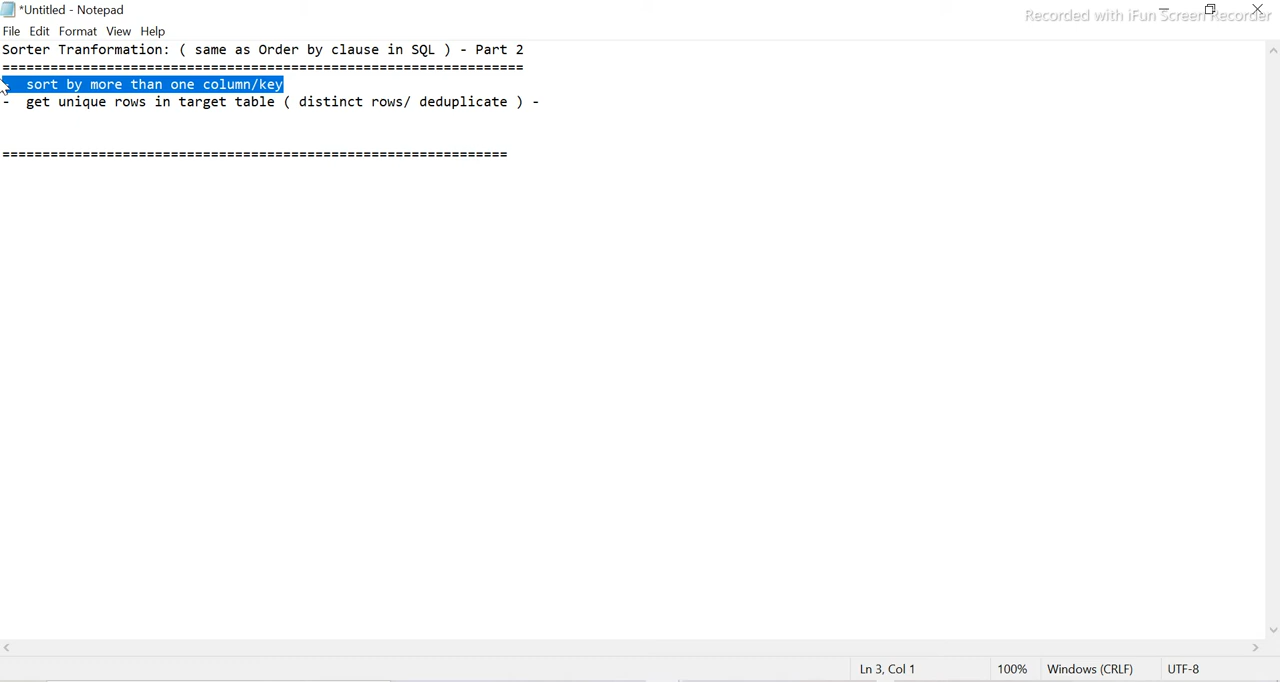 *Untitled - Notepad
Recorded with iFun Screen Recorder
File Edit Format View Help
Sorter Tranformation: ( same as Order by clause in SQL ) - Part 2
=================================================================
sort by more than one column/key
- get unique rows in target table ( distinct rows/ deduplicate ) -
===============================================================
Ln 3, Col 1 100% Windows (CRLF) UTF-8